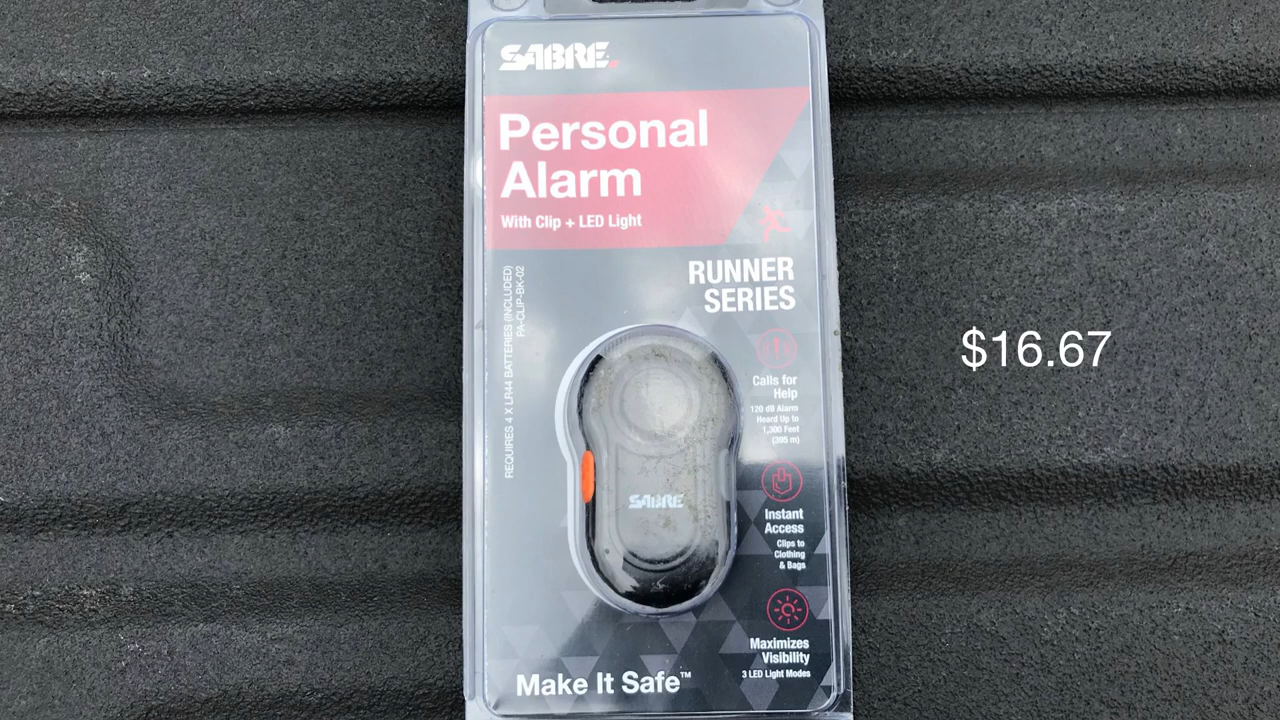 SABRE
Personal
Alarm
With Clip + LED Light
REQUIRES 4 X LR44 BATTERIES (INCLUDED)
PA-CLIP-BK-02
RUNNER
SERIES
Calls for
Help
120 dB Alarm
Heard Up to
1,300 Feet
(395 m)
$16.67
SABRE
Instant
Access
Clips to
Clothing
& Bags
Maximizes
Visibility
3 LED Light Modes
Make It Safe™